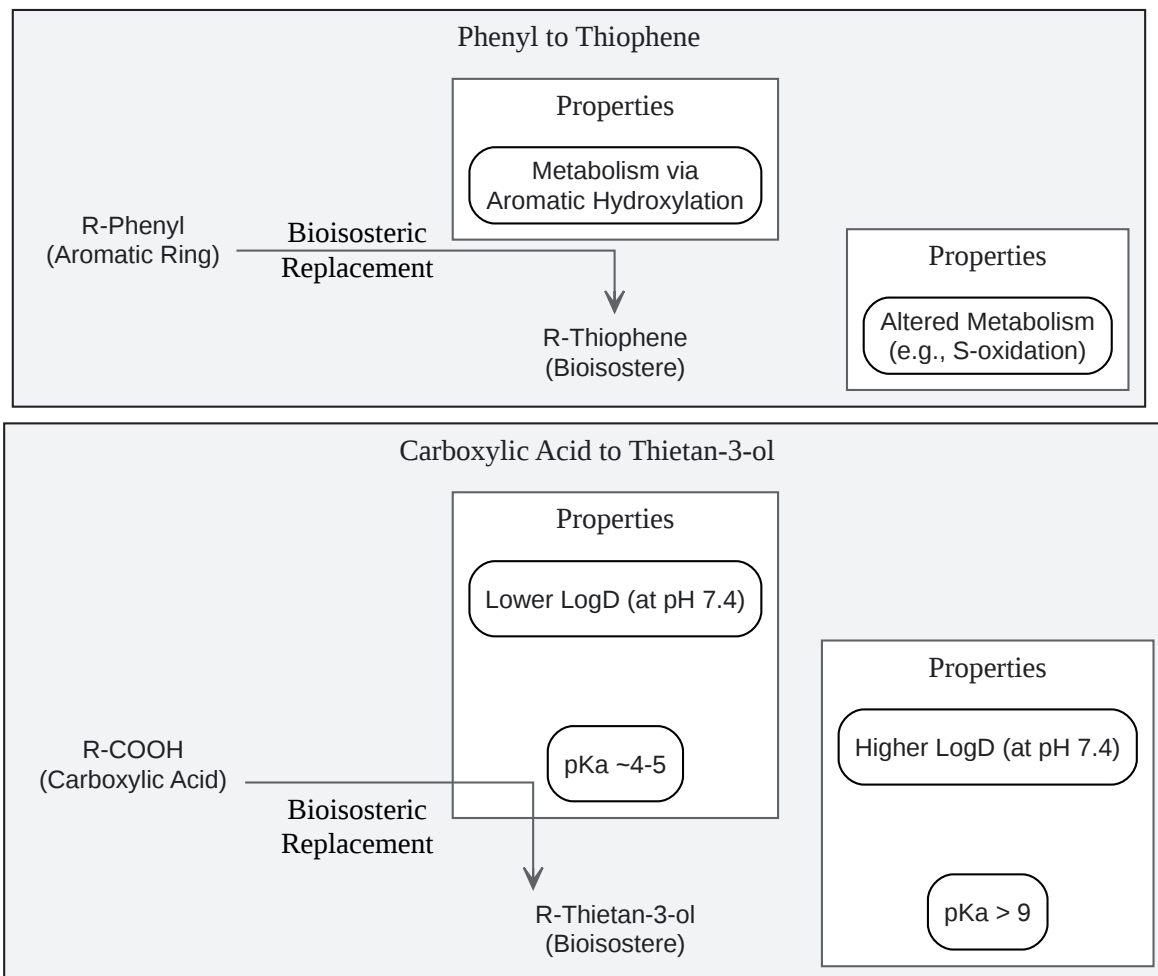 Phenyl to Thiophene
Properties
Metabolism via
Aromatic Hydroxylation
R-Phenyl
(Aromatic Ring)
Bioisosteric
Replacement
Properties
Altered Metabolism
(e.g., S-oxidation)
R-Thiophene
(Bioisostere)
Carboxylic Acid to Thietan-3-ol
Properties
Lower LogD (at pH 7.4)
pKa ~4-5
R-COOH
(Carboxylic Acid)
Bioisosteric
Replacement
Properties
Higher LogD (at pH 7.4)
pKa > 9
R-Thietan-3-ol
(Bioisostere)